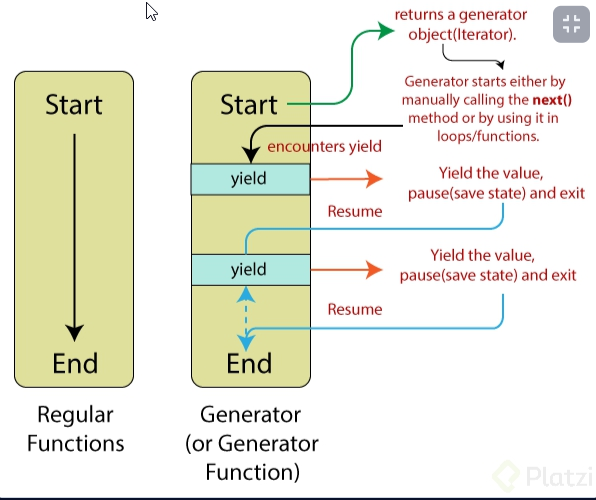 returns a generator
object(Iterator).
Generator starts either by
manually calling the next()
method or by using it in
loops/functions.
Start
Start
encounters yield
yield
Yield the value,
pause(save state) and exit
Resume
yield
Yield the value,
pause(save state) and exit
Resume
End
End
Regular
Functions
Generator
(or Generator
Function)
Platzi